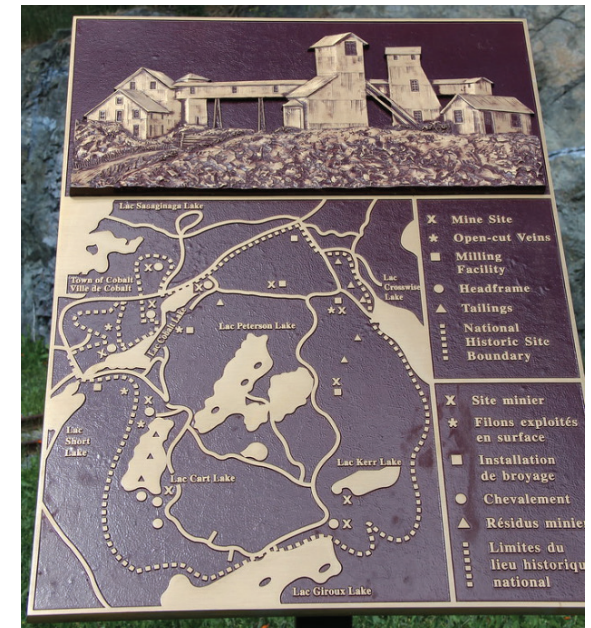 Lac Sasaginaga Lake
Town of Cobalt
Ville de Cobalt
Lac Cobalt Lake
Lac Peterson Lake
Lac
Crosswise
Lake
Lac
Short
Lake
Lac Cart Lake
Lac Kerr Lake
Lac Giroux Lake
Mine Site
Open-cut Veins
Milling
Facility
Headframe
Tailings
National
Historic Site
Boundary
Site minier
Filons exploités
en surface
Installation
de broyage
Chevalement
Résidus minie
Limites du
lieu historiqu
national